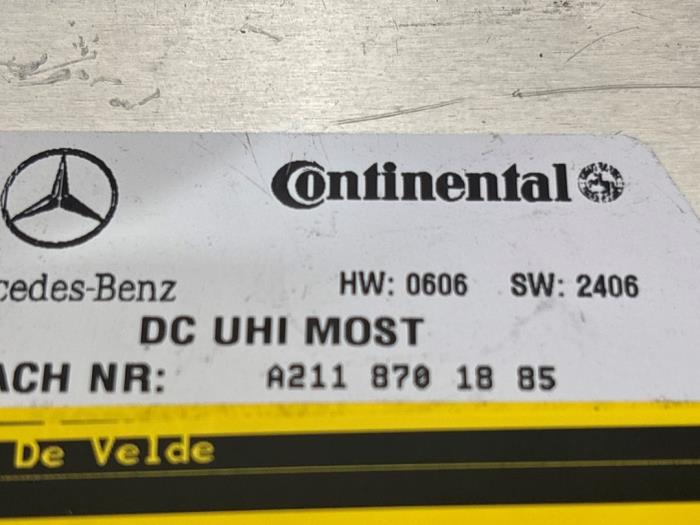 Continental
cedes-Benz HW: 0606 SW: 2406
DC UHI MOST
ACH NR: A211 870 18 85
De Velde